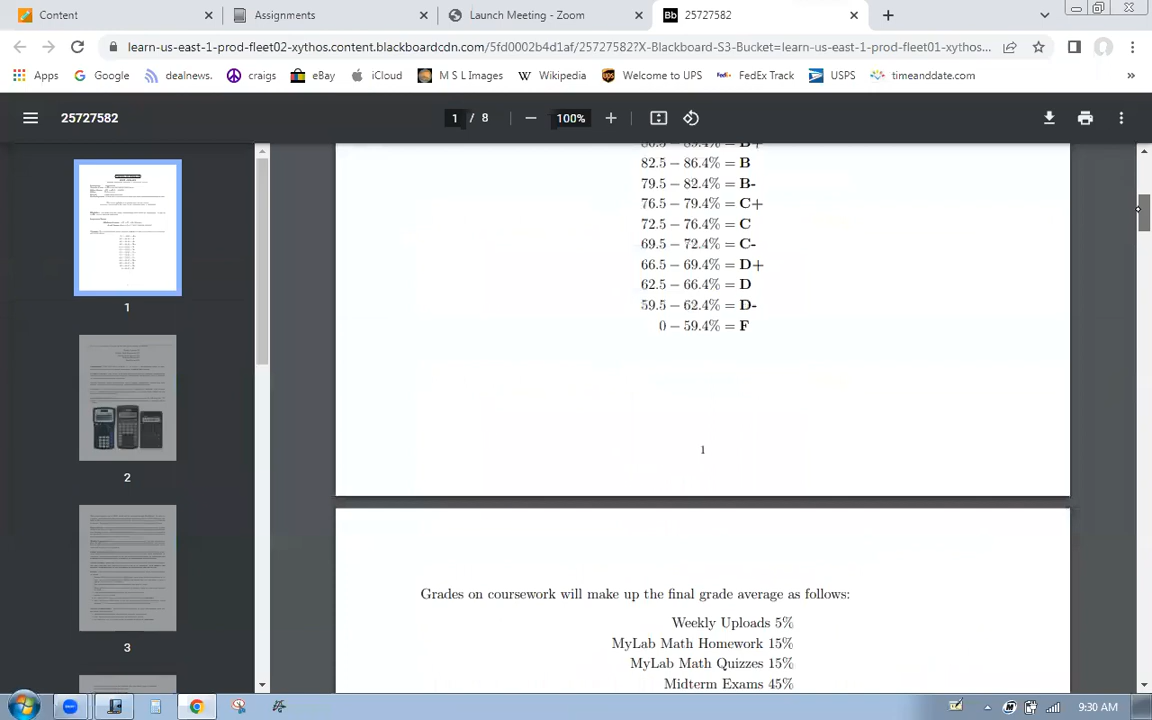 Content
Assignments
Launch Meeting - Zoom
Bb 25727582
learn-us-east-1-prod-fleet02-xythos.content.blackboardcdn.com/5fd0002b4d1af/25727582?X-Blackboard-S3-Bucket=learn-us-east-1-prod-fleet01-xythos...
Apps
Google
dealnews.
craigs
eBay
iCloud
M S L Images
W Wikipedia
Welcome to UPS
FedEx Track
USPS
timeanddate.com
»
25727582
1 / 8
100%
82.5 – 86.4% = B
79.5 – 82.4% = B-
76.5 – 79.4% = C+
72.5 – 76.4% = C
69.5 – 72.4% = C-
66.5 – 69.4% = D+
62.5 – 66.4% = D
59.5 – 62.4% = D-
0 – 59.4% = F
1
Grades on coursework will make up the final grade average as follows:
Weekly Uploads 5%
MyLab Math Homework 15%
MyLab Math Quizzes 15%
Midterm Exams 45%
1
2
3
9:30 AM